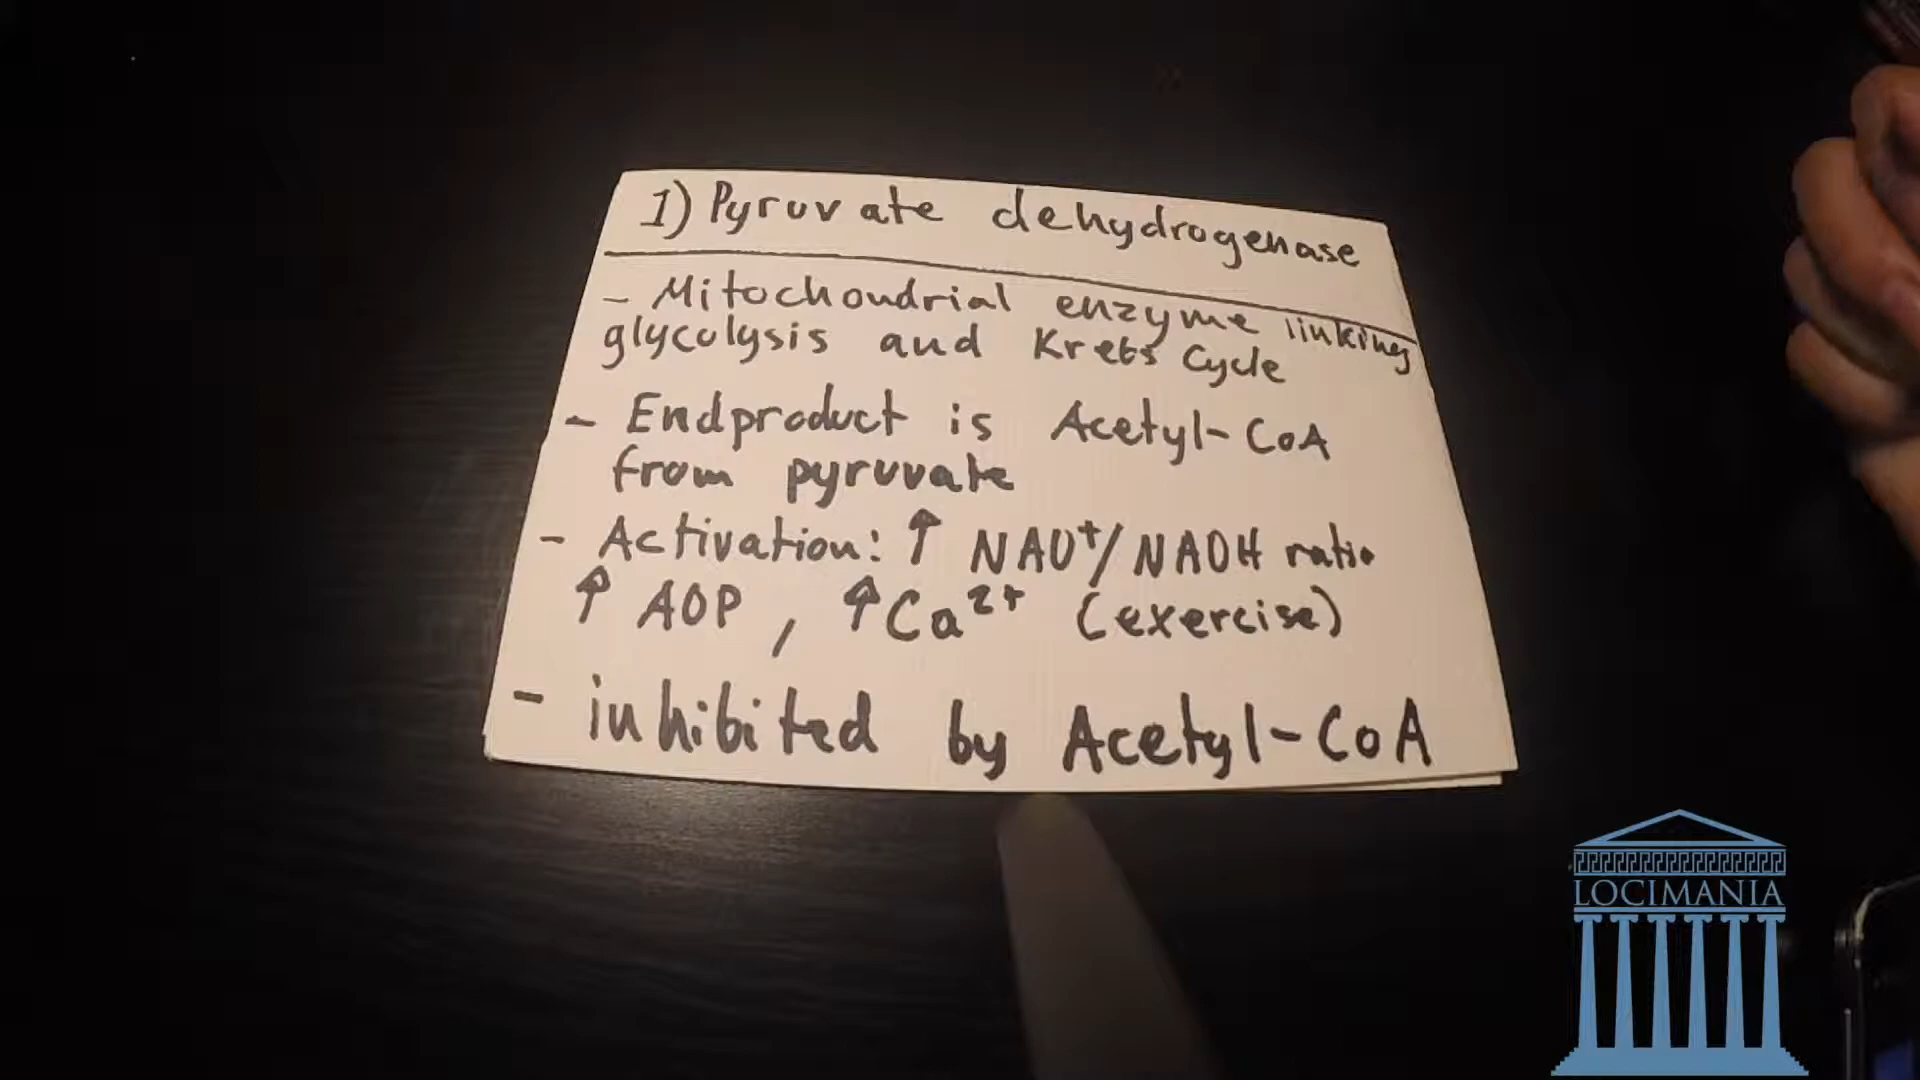 1) Pyruvate dehydrogenase
- Mitochondrial enzyme linking
glycolysis and Krebs Cycle
- Endproduct is Acetyl-CoA
from pyruvate
- Activation: ↑ NAD⁺/NADH ratio
↑ ADP, ↑Ca²⁺ (exercise)
- inhibited by Acetyl-CoA
LOCIMANIA